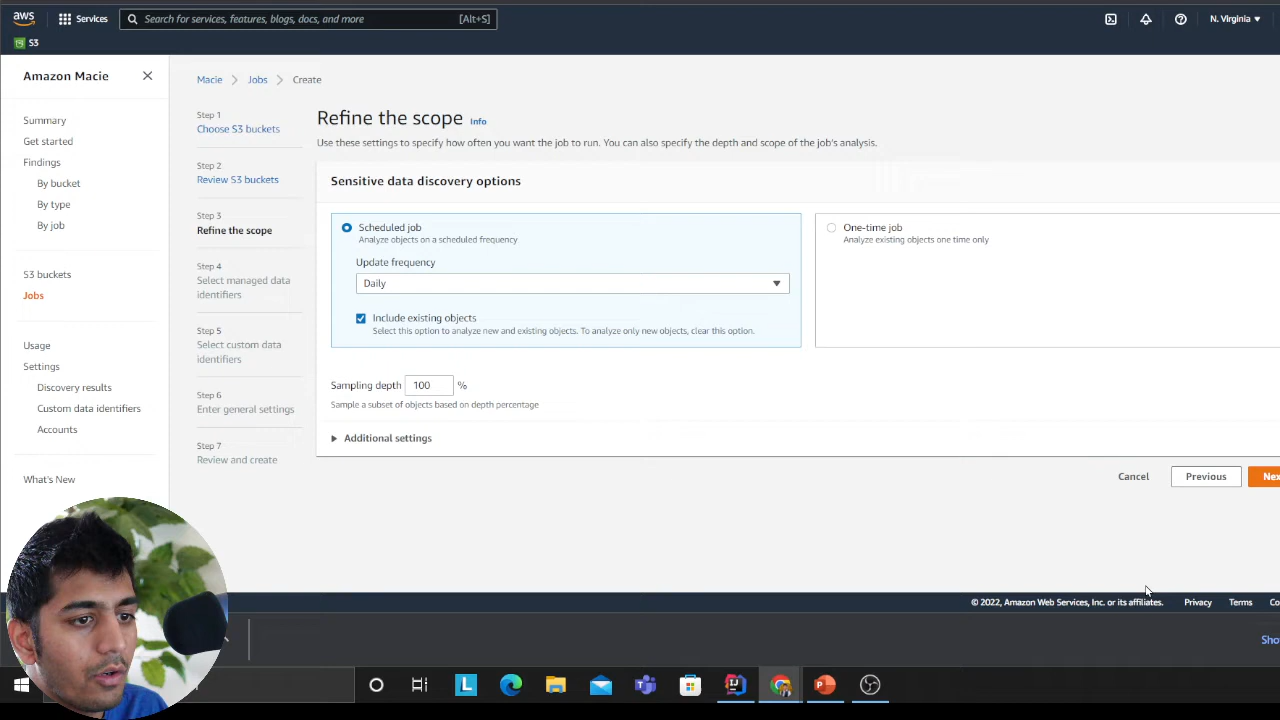 aws
Services
Search for services, features, blogs, docs, and more
[Alt+S]
N. Virginia
S3
Amazon Macie
Summary
Get started
Findings
By bucket
By type
By job
S3 buckets
Jobs
Usage
Settings
Discovery results
Custom data identifiers
Accounts
What's New
Macie
Jobs
Create
Step 1
Choose S3 buckets
Step 2
Review S3 buckets
Step 3
Refine the scope
Step 4
Select managed data
identifiers
Step 5
Select custom data
identifiers
Step 6
Enter general settings
Step 7
Review and create
Refine the scope Info
Use these settings to specify how often you want the job to run. You can also specify the depth and scope of the job's analysis.
Sensitive data discovery options
Scheduled job
Analyze objects on a scheduled frequency
Update frequency
Daily
Include existing objects
Select this option to analyze new and existing objects. To analyze only new objects, clear this option.
One-time job
Analyze existing objects one time only
Sampling depth 100 %
Sample a subset of objects based on depth percentage
Additional settings
Cancel
Previous
© 2022, Amazon Web Services, Inc. or its affiliates.
Privacy
Terms